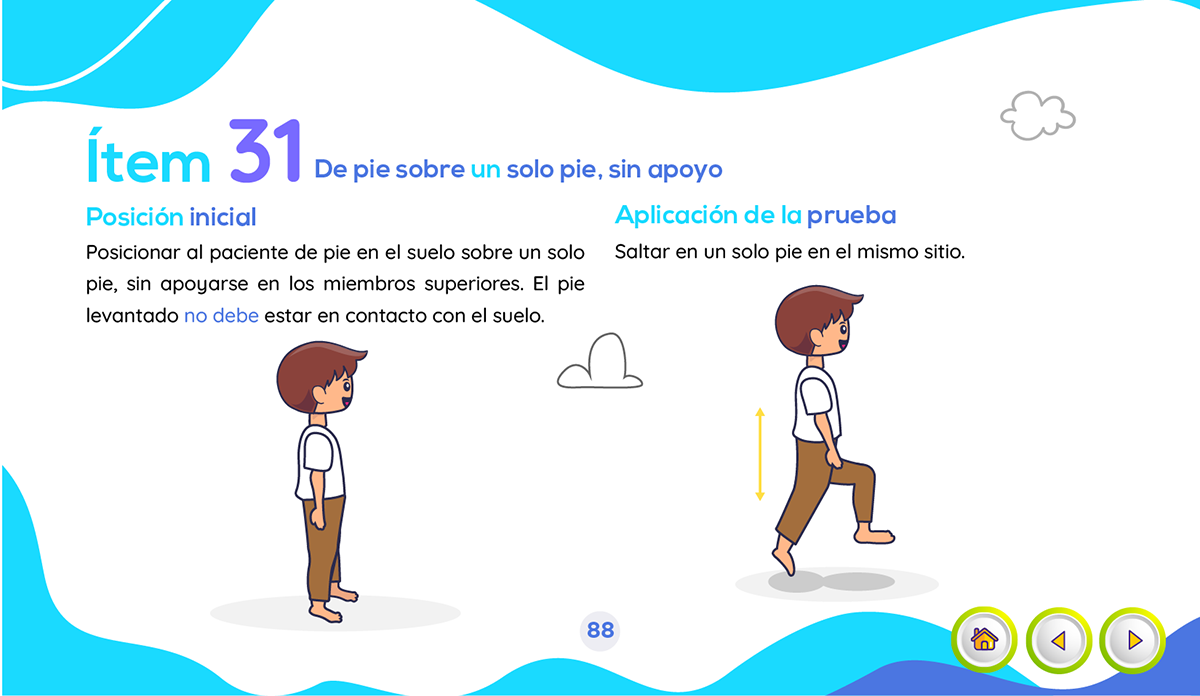 Ítem 31 De pie sobre un solo pie, sin apoyo
Posición inicial
Posicionar al paciente de pie en el suelo sobre un solo
pie, sin apoyarse en los miembros superiores. El pie
levantado no debe estar en contacto con el suelo.
Aplicación de la prueba
Saltar en un solo pie en el mismo sitio.
88